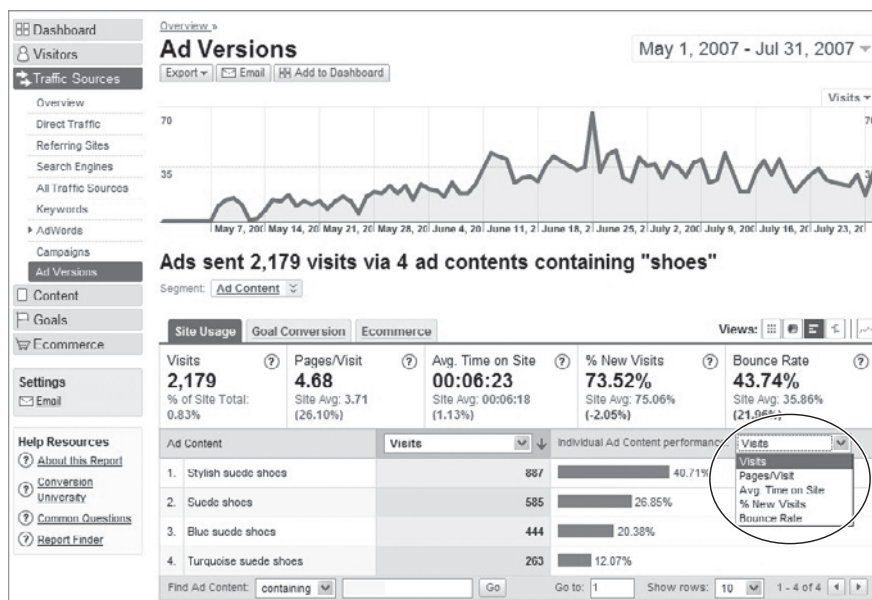 Dashboard
Visitors
Traffic Sources
Overview
Direct Traffic
Referring Sites
Search Engines
All Traffic Sources
Keywords
AdWords
Campaigns
Ad Versions
Content
Goals
Ecommerce
Settings
Email
Help Resources
About this Report
Conversion
University
Common Questions
Report Finder
Overview »
Ad Versions
May 1, 2007 - Jul 31, 2007
Export Email Add to Dashboard
Visits
70
35
May 7, 200 May 14, 20 May 21, 20 May 28, 20 June 4, 20 June 11, 2 June 18, 2 June 25, 2 July 2, 200 July 9, 200 July 16, 20 July 23, 20
Ads sent 2,179 visits via 4 ad contents containing "shoes"
Segment: Ad Content
Site Usage Goal Conversion Ecommerce Views:
Visits Pages/Visit Avg. Time on Site % New Visits Bounce Rate
2,179 4.68 00:06:23 73.52% 43.74%
% of Site Total: Site Avg: 3.71 Site Avg: 00:06:18 Site Avg: 75.06% Site Avg: 35.86%
0.83% (26.10%) (1.13%) (-2.05%) (21.96%)
Ad Content Visits Individual Ad Content performance: Visits
Visits
Pages/Visit
Avg. Time on Site
% New Visits
Bounce Rate
1. Stylish suede shoes 887 40.71%
2. Suede shoes 585 26.85%
3. Blue suede shoes 444 20.38%
4. Turquoise suede shoes 263 12.07%
Find Ad Content: containing Go Go to: 1 Show rows: 10 1 - 4 of 4